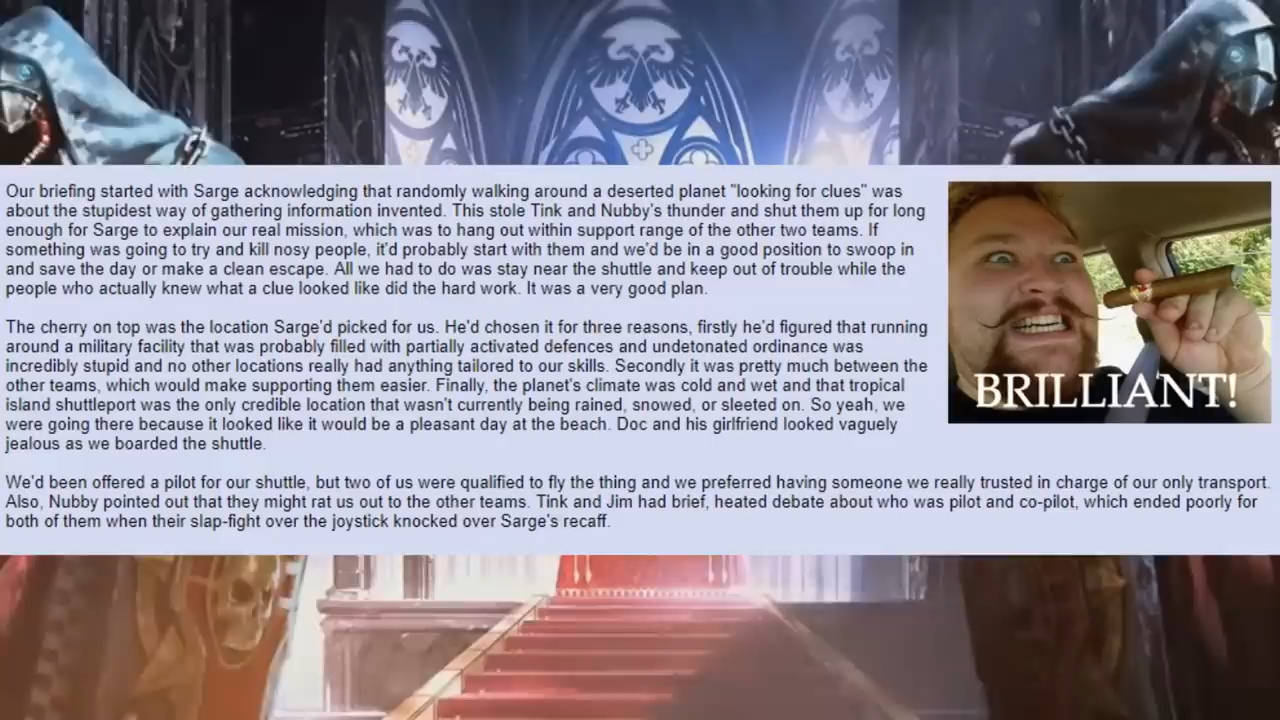 Our briefing started with Sarge acknowledging that randomly walking around a deserted planet "looking for clues" was
about the stupidest way of gathering information invented. This stole Tink and Nubby's thunder and shut them up for long
enough for Sarge to explain our real mission, which was to hang out within support range of the other two teams. If
something was going to try and kill nosy people, it'd probably start with them and we'd be in a good position to swoop in
and save the day or make a clean escape. All we had to do was stay near the shuttle and keep out of trouble while the
people who actually knew what a clue looked like did the hard work. It was a very good plan.
The cherry on top was the location Sarge'd picked for us. He'd chosen it for three reasons, firstly he'd figured that running
around a military facility that was probably filled with partially activated defences and undetonated ordinance was
incredibly stupid and no other locations really had anything tailored to our skills. Secondly it was pretty much between the
other teams, which would make supporting them easier. Finally, the planet's climate was cold and wet and that tropical
island shuttleport was the only credible location that wasn't currently being rained, snowed, or sleeted on. So yeah, we
were going there because it looked like it would be a pleasant day at the beach. Doc and his girlfriend looked vaguely
jealous as we boarded the shuttle.
BRILLIANT!
We'd been offered a pilot for our shuttle, but two of us were qualified to fly the thing and we preferred having someone we really trusted in charge of our only transport.
Also, Nubby pointed out that they might rat us out to the other teams. Tink and Jim had brief, heated debate about who was pilot and co-pilot, which ended poorly for
both of them when their slap-fight over the joystick knocked over Sarge's recaff.